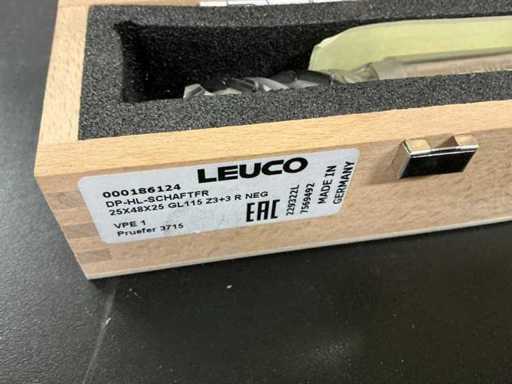 LEUCO
000186124
DP-HL-SCHAFTFR
25X48X25 GL115 Z3+3 R NEG
VPE 1
Pruefer 3715
EAC
229322L
7569492
MADE IN
GERMANY